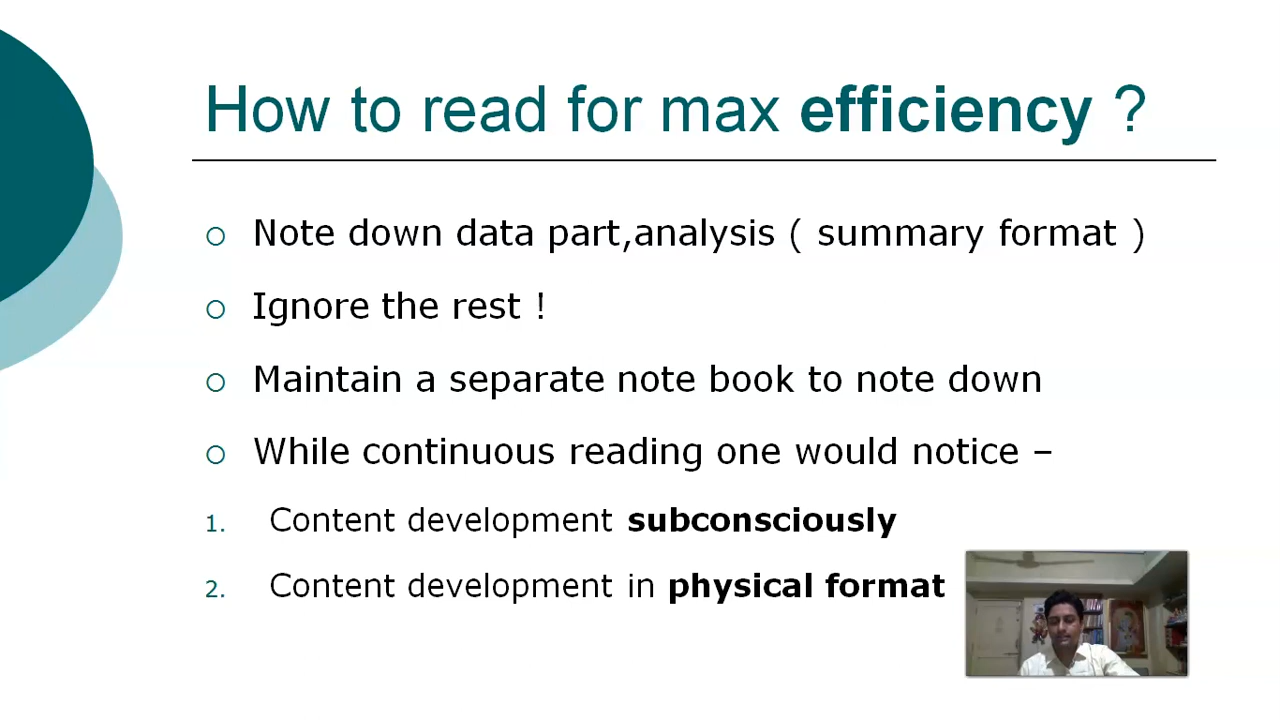 How to read for max efficiency ?
Note down data part,analysis ( summary format )
Ignore the rest !
Maintain a separate note book to note down
While continuous reading one would notice –
1. Content development subconsciously
2. Content development in physical format